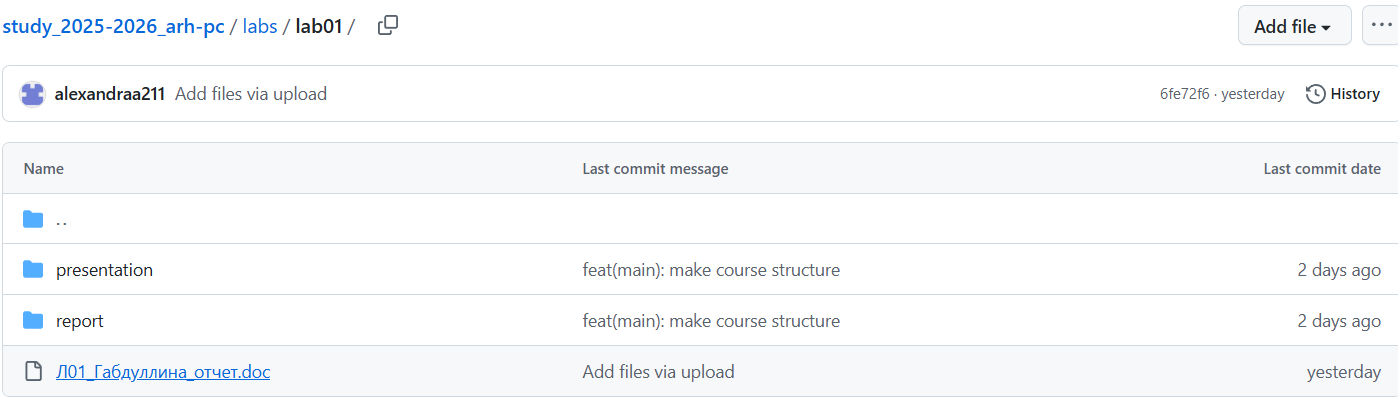 study_2025-2026_arh-pc / labs / lab01 / Add file ...
alexandraa211 Add files via upload 6fe72f6 · yesterday History
Name Last commit message Last commit date
..
presentation feat(main): make course structure 2 days ago
report feat(main): make course structure 2 days ago
Л01_Габдуллина_отчет.doc Add files via upload yesterday